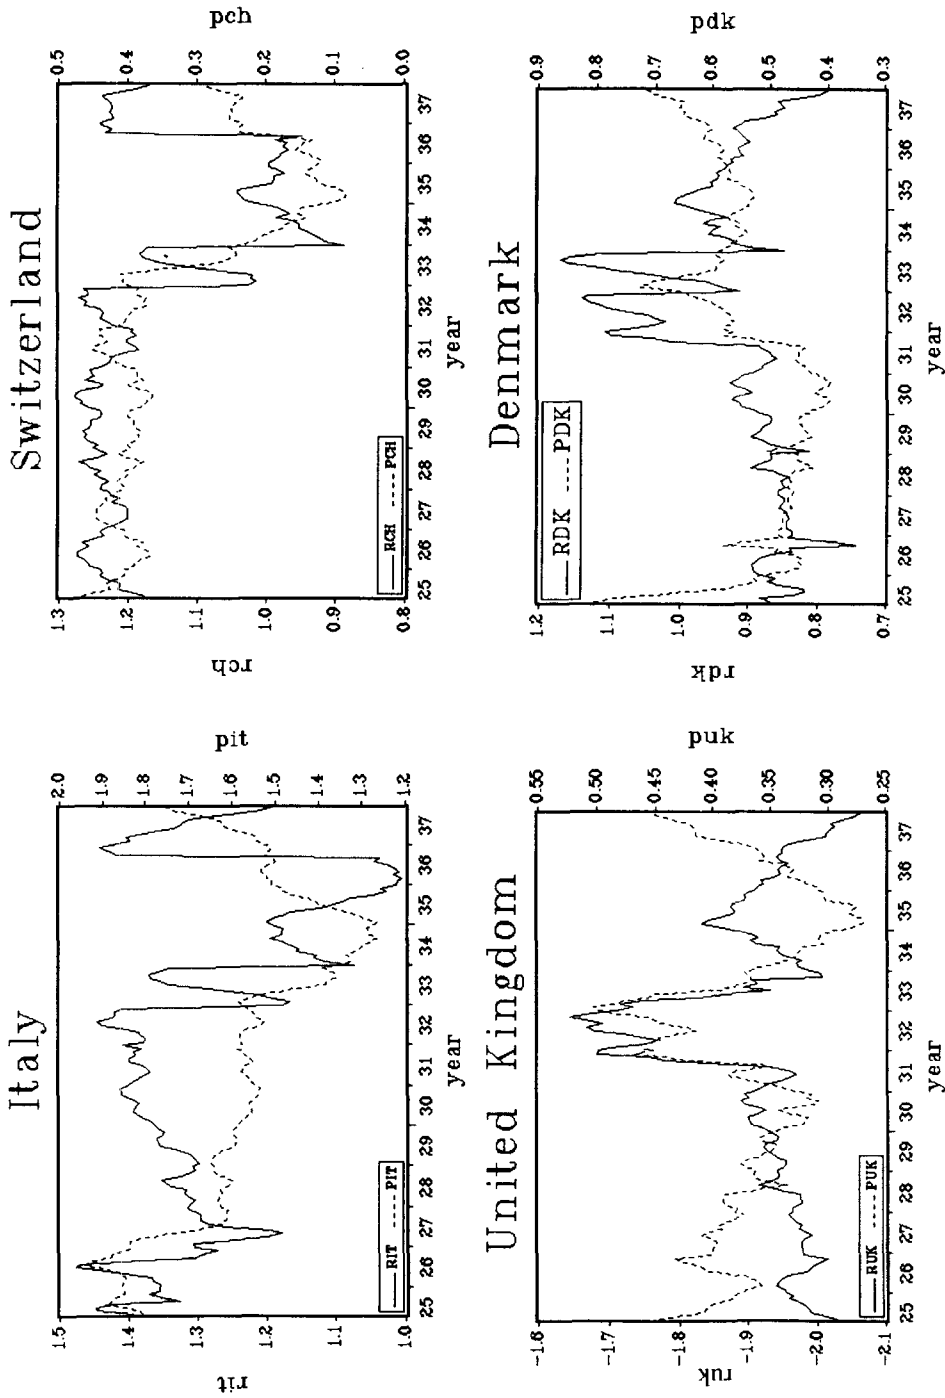 Italy
rit
1.5 1.4 1.3 1.2 1.1 1.0
pit
2.0 1.9 1.8 1.7 1.6 1.5 1.4 1.3 1.2
RIT PIT
25 26 27 28 29 30 31 32 33 34 35 36 37
year
Switzerland
rch
1.3 1.2 1.1 1.0 0.9 0.8
pch
0.5 0.4 0.3 0.2 0.1 0.0
RCH PCH
25 26 27 28 29 30 31 32 33 34 35 36 37
year
United Kingdom
ruk
-1.6 -1.7 -1.8 -1.9 -2.0 -2.1
puk
0.55 0.50 0.45 0.40 0.35 0.30 0.25
RUK PUK
25 26 27 28 29 30 31 32 33 34 35 36 37
year
Denmark
rdk
1.2 1.1 1.0 0.9 0.8 0.7
pdk
0.9 0.8 0.7 0.6 0.5 0.4 0.3
RDK PDK
25 26 27 28 29 30 31 32 33 34 35 36 37
year